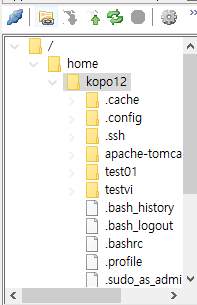 /
home
kopo12
.cache
.config
.ssh
apache-tomca
test01
testvi
.bash_history
.bash_logout
.bashrc
.profile
.sudo_as_admi